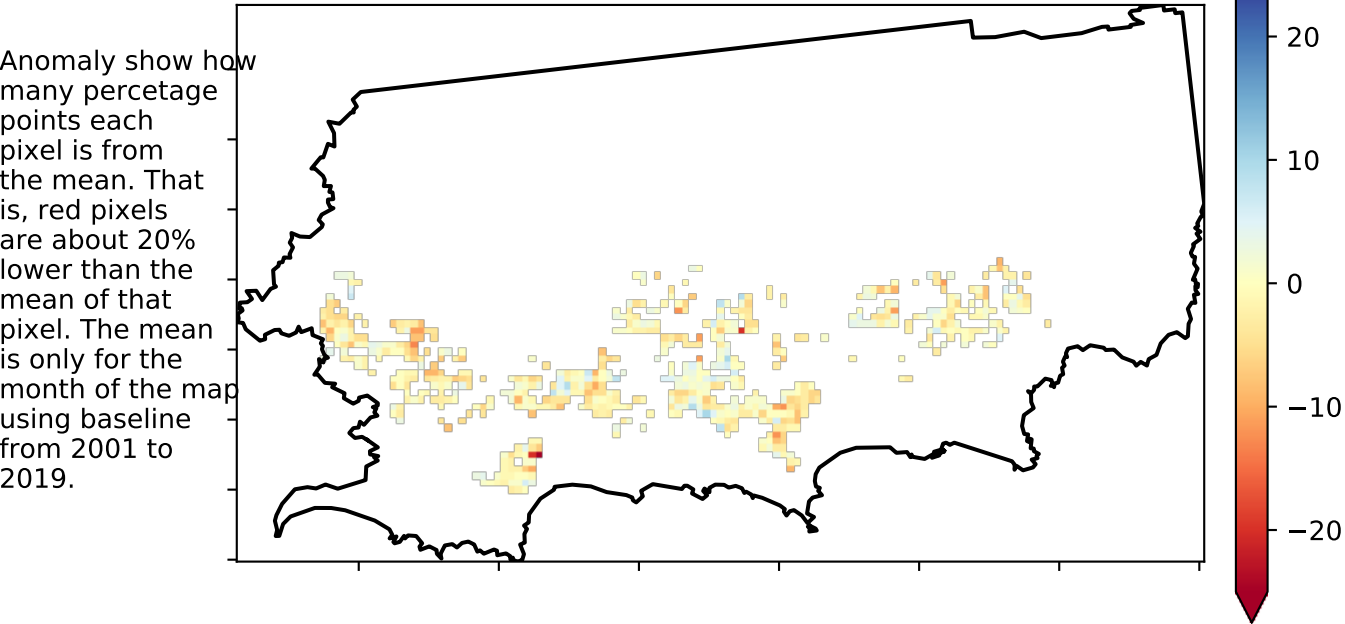 Anomaly show how
many percetage
points each
pixel is from
the mean. That
is, red pixels
are about 20%
lower than the
mean of that
pixel. The mean
is only for the
month of the map
using baseline
from 2001 to
2019.
20
10
0
−10
−20